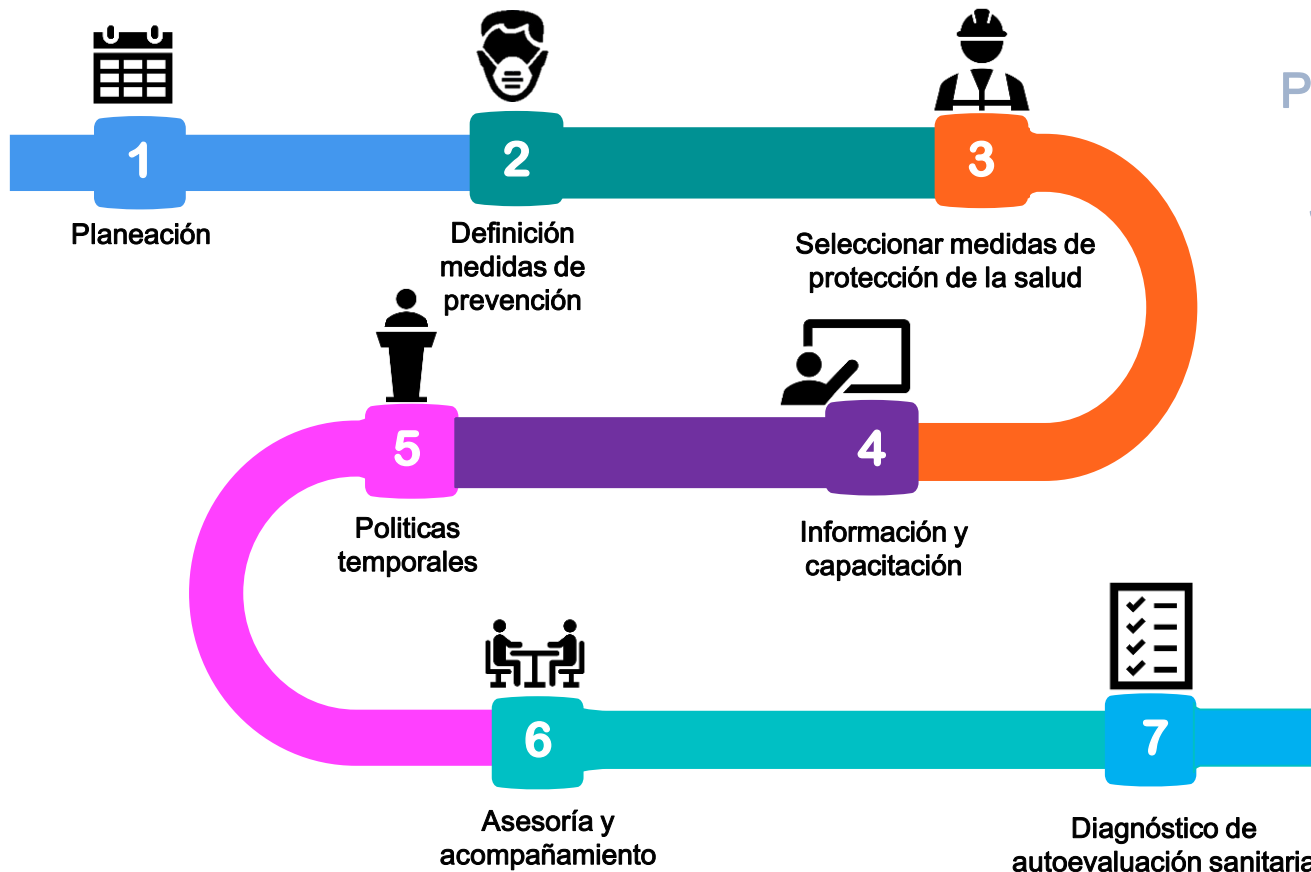 P
1
2
3
Planeación
Definición
medidas de
prevención
Seleccionar medidas de
protección de la salud
5
4
Politicas
temporales
Información y
capacitación
6
7
Asesoría y
acompañamiento
Diagnóstico de
autoevaluación sanitaria